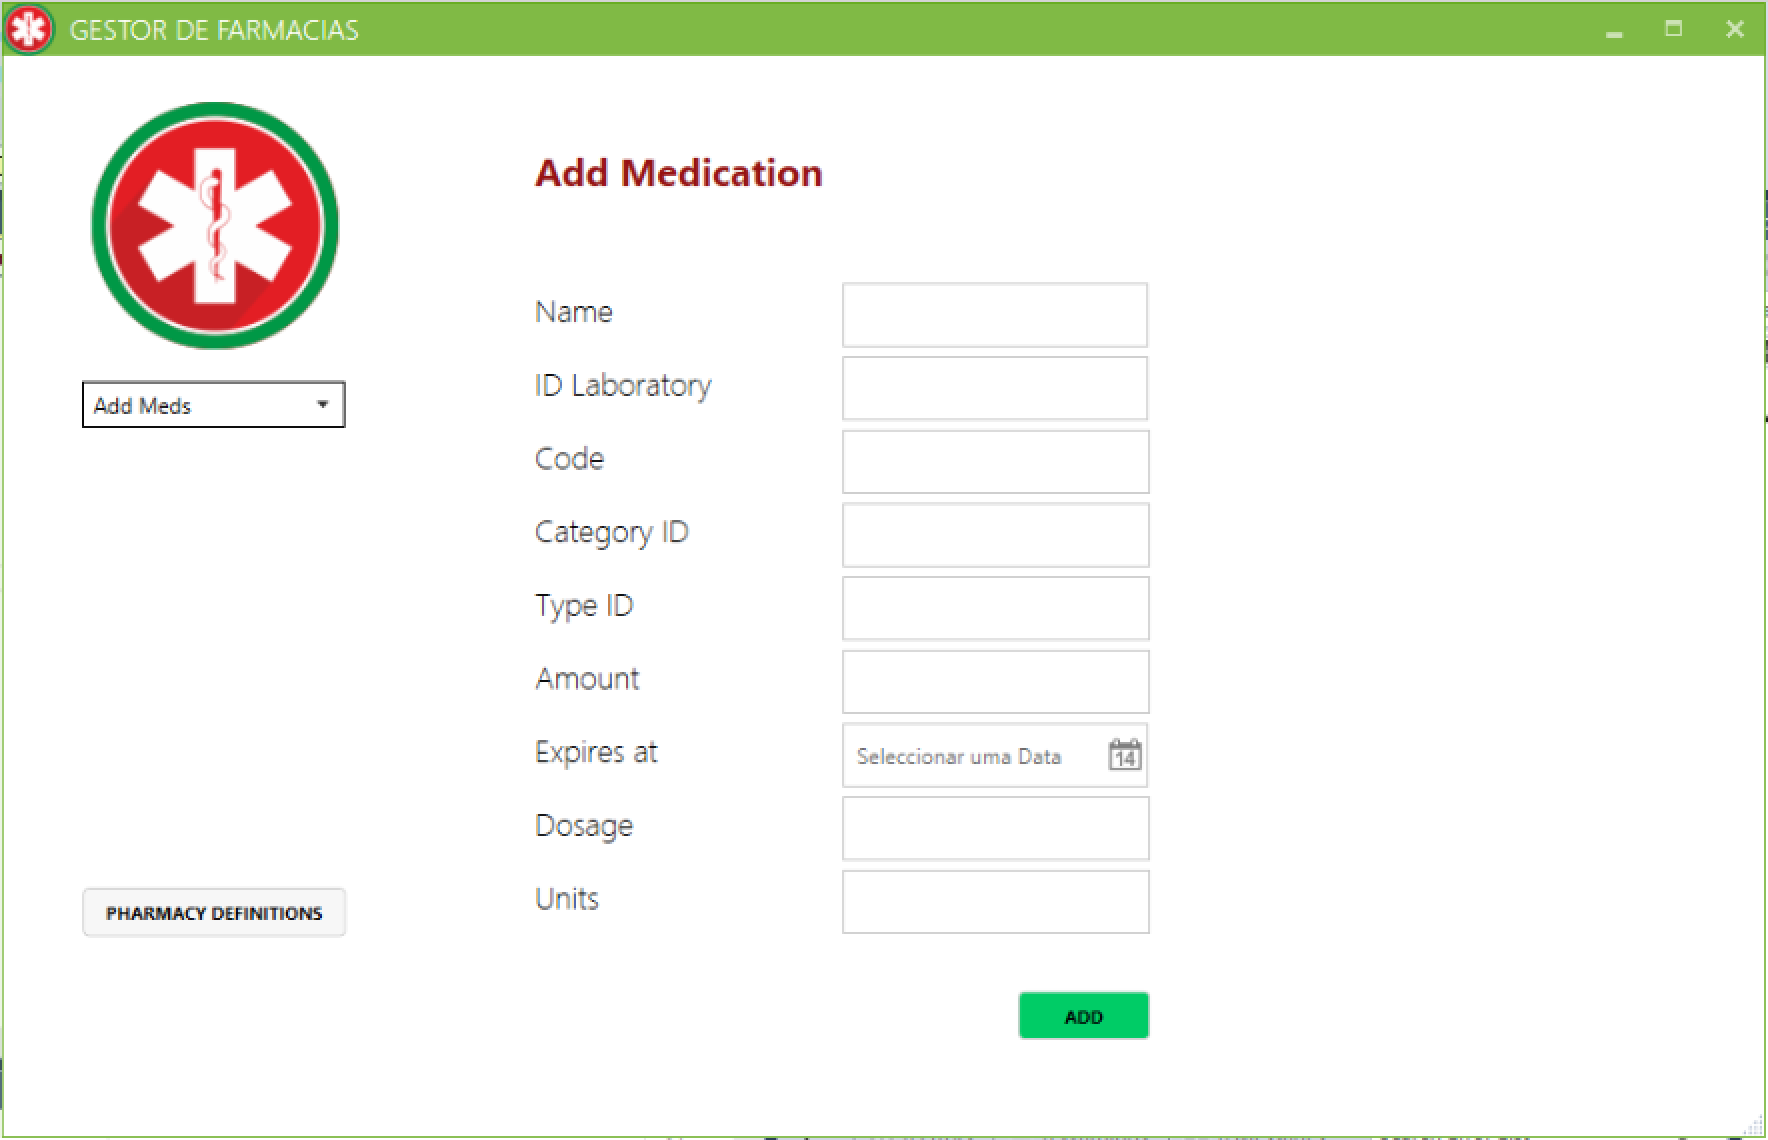 GESTOR DE FARMACIAS
Add Meds
PHARMACY DEFINITIONS
Add Medication
Name
ID Laboratory
Code
Category ID
Type ID
Amount
Expires at
Seleccionar uma Data
14
Dosage
Units
ADD